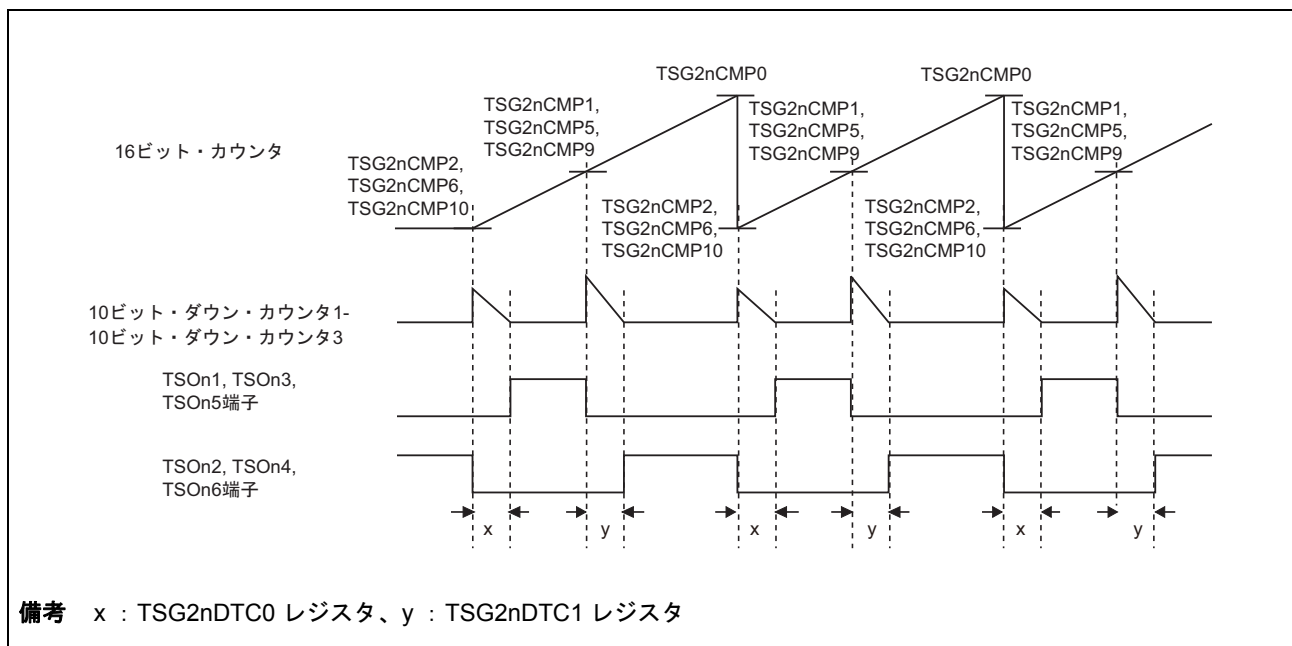 TSG2nCMP0
TSG2nCMP0
TSG2nCMP1,
TSG2nCMP5,
TSG2nCMP9
TSG2nCMP1,
TSG2nCMP5,
TSG2nCMP9
TSG2nCMP1,
TSG2nCMP5,
TSG2nCMP9
16ビット・カウンタ
TSG2nCMP2,
TSG2nCMP6,
TSG2nCMP10
TSG2nCMP2,
TSG2nCMP6,
TSG2nCMP10
TSG2nCMP2,
TSG2nCMP6,
TSG2nCMP10
10ビット・ダウン・カウンタ1-
10ビット・ダウン・カウンタ3
TSOn1, TSOn3,
TSOn5端子
TSOn2, TSOn4,
TSOn6端子
x
y
x
y
x
y
備考 x : TSG2nDTC0 レジスタ、y : TSG2nDTC1 レジスタ